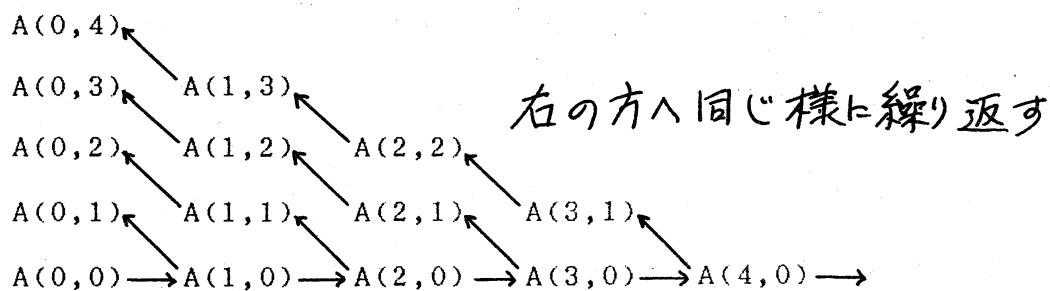 A(0,4)
A(0,3) A(1,3)
右の方へ同じ様に繰り返す
A(0,2) A(1,2) A(2,2)
A(0,1) A(1,1) A(2,1) A(3,1)
A(0,0) A(1,0) A(2,0) A(3,0) A(4,0)